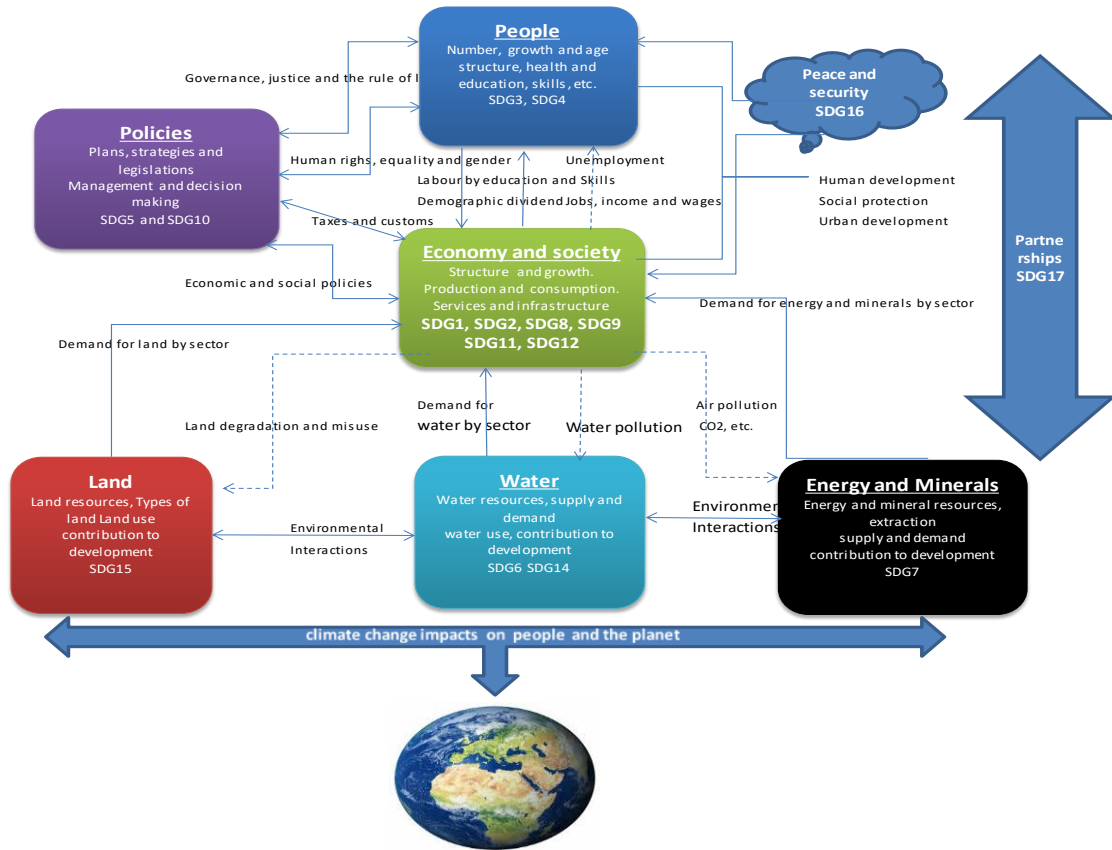 People
Number, growth and age
structure, health and
education, skills, etc.
SDG3, SDG4
Governance, justice and the rule of l
Peace and
security
SDG16
Policies
Plans, strategies and
legislations
Management and decision
making
SDG5 and SDG10
Human righs, equality and gender
Unemployment
Labour by education and Skills
Demographic dividend Jobs, income and wages
Human development
Social protection
Urban development
Taxes and customs
Partne
rships
SDG17
Economy and society
Structure and growth.
Production and consumption.
Services and infrastructure
SDG1, SDG2, SDG8, SDG9
SDG11, SDG12
Economic and social policies
Demand for energy and minerals by sector
Demand for land by sector
Land degradation and misuse
Demand for
water by sector
Water pollution
Air pollution
CO2, etc.
Land
Land resources, Types of
land Land use
contribution to
development
SDG15
Environmental
Interactions
Water
Water resources, supply and
demand
water use, contribution to
development
SDG6 SDG14
Environmen
Interactions
Energy and Minerals
Energy and mineral resources,
extraction
supply and demand
contribution to development
SDG7
climate change impacts on people and the planet